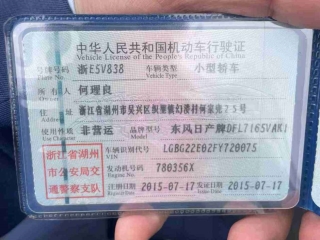 中华人民共和国机动车行驶证
Vehicle License of the People's Republic of China
号牌号码 浙E5V838 车辆类型 小型轿车
Vehicle Type
所有人 何理良
住址 浙江省湖州市吴兴区织里镇幻溇村何家兜75号
使用性质 非营运 品牌型号 东风日产牌DFL7165VAK1
浙江省湖州
市公安局交
通警察支队
车辆识别代号 LGBG22E02FY720075
VIN
发动机号码 780356X
注册日期 2015-07-17 发证日期 2015-07-17